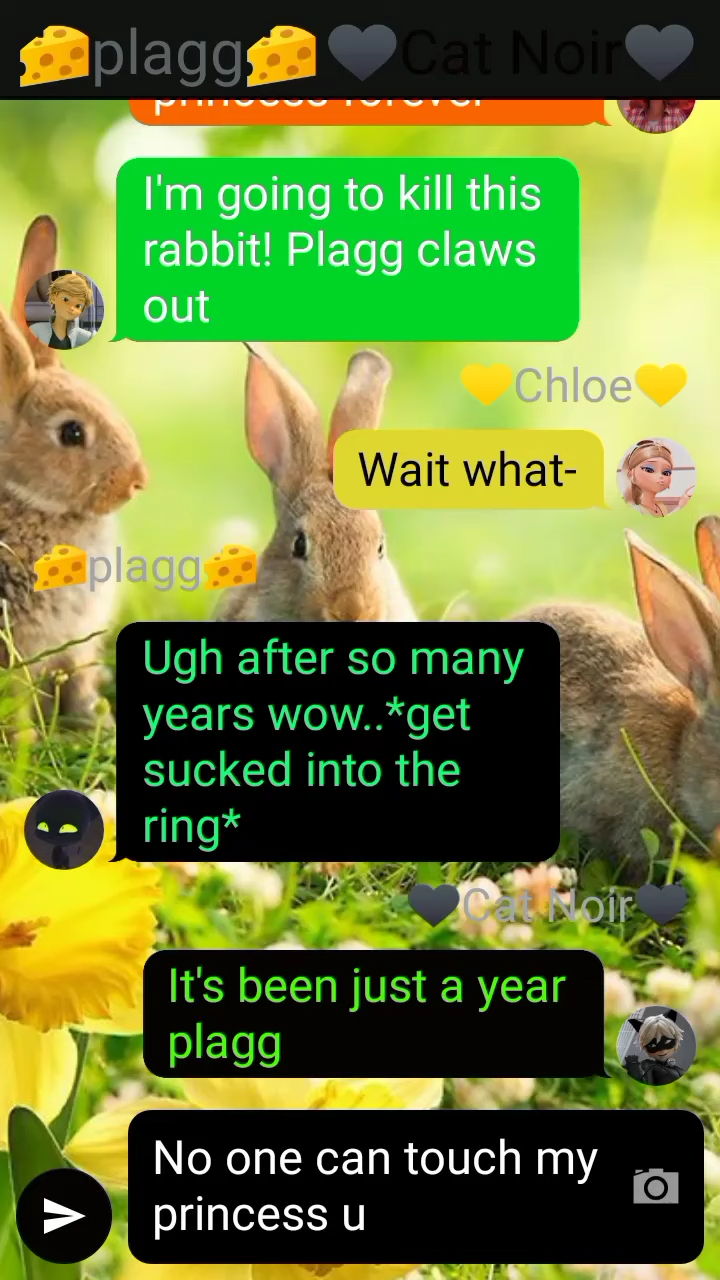 🧀plagg🧀🖤Cat Noir🖤
princess forever
I'm going to kill this
rabbit! Plagg claws
out
💛Chloe💛
Wait what-
🧀plagg🧀
Ugh after so many
years wow..*get
sucked into the
ring*
🖤Cat Noir🖤
It's been just a year
plagg
No one can touch my
princess u